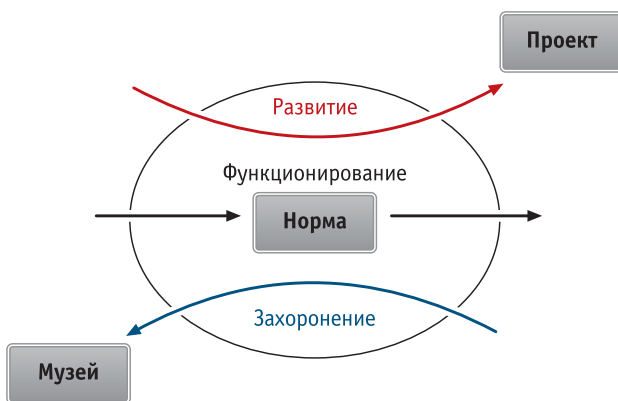 Проект
Развитие
Функционирование
Норма
Захоронение
Музей